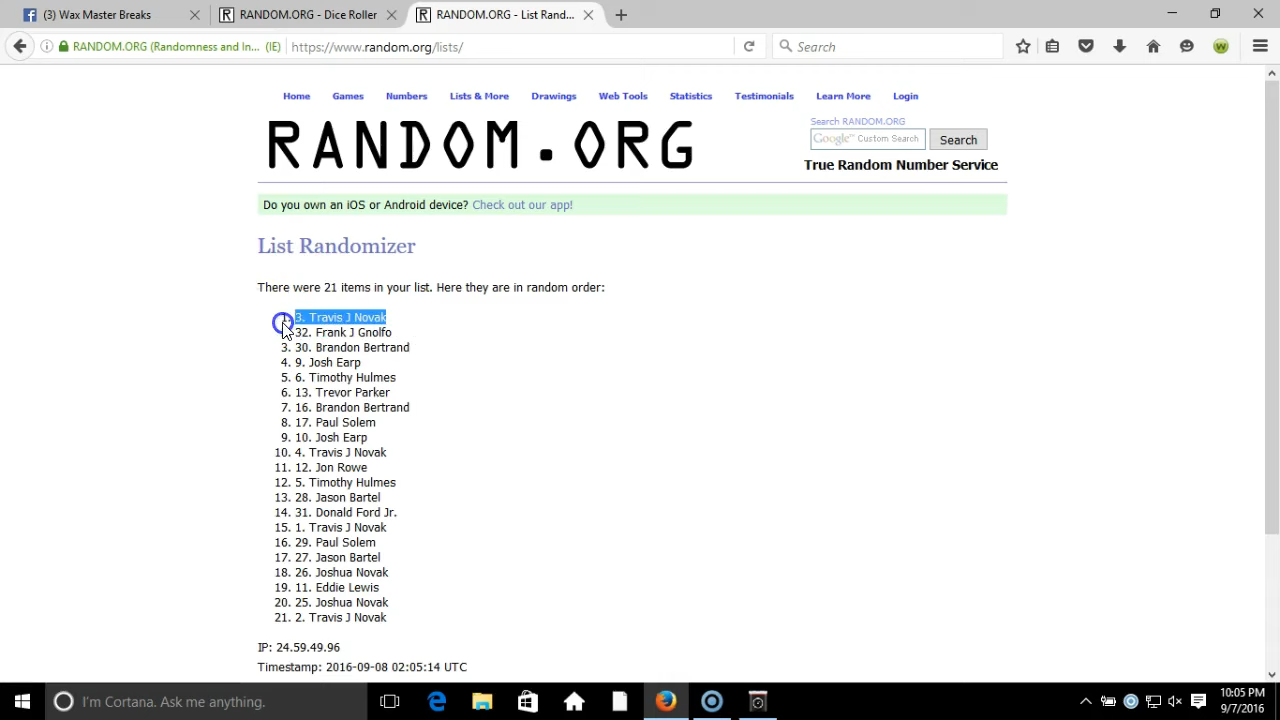 (3) Wax Master Breaks
RANDOM.ORG - Dice Roller
RANDOM.ORG - List Rand...
RANDOM.ORG (Randomness and In... (IE)
https://www.random.org/lists/
Search
Home Games Numbers Lists & More Drawings Web Tools Statistics Testimonials Learn More Login
Search RANDOM.ORG
RANDOM.ORG
Google™ Custom Search
Search
True Random Number Service
Do you own an iOS or Android device? Check out our app!
List Randomizer
There were 21 items in your list. Here they are in random order:
1. 3. Travis J Novak
32. Frank J Gnolfo
3. 30. Brandon Bertrand
4. 9. Josh Earp
5. 6. Timothy Hulmes
6. 13. Trevor Parker
7. 16. Brandon Bertrand
8. 17. Paul Solem
9. 10. Josh Earp
10. 4. Travis J Novak
11. 12. Jon Rowe
12. 5. Timothy Hulmes
13. 28. Jason Bartel
14. 31. Donald Ford Jr.
15. 1. Travis J Novak
16. 29. Paul Solem
17. 27. Jason Bartel
18. 26. Joshua Novak
19. 11. Eddie Lewis
20. 25. Joshua Novak
21. 2. Travis J Novak
IP: 24.59.49.96
Timestamp: 2016-09-08 02:05:14 UTC
I'm Cortana. Ask me anything.
10:05 PM
9/7/2016